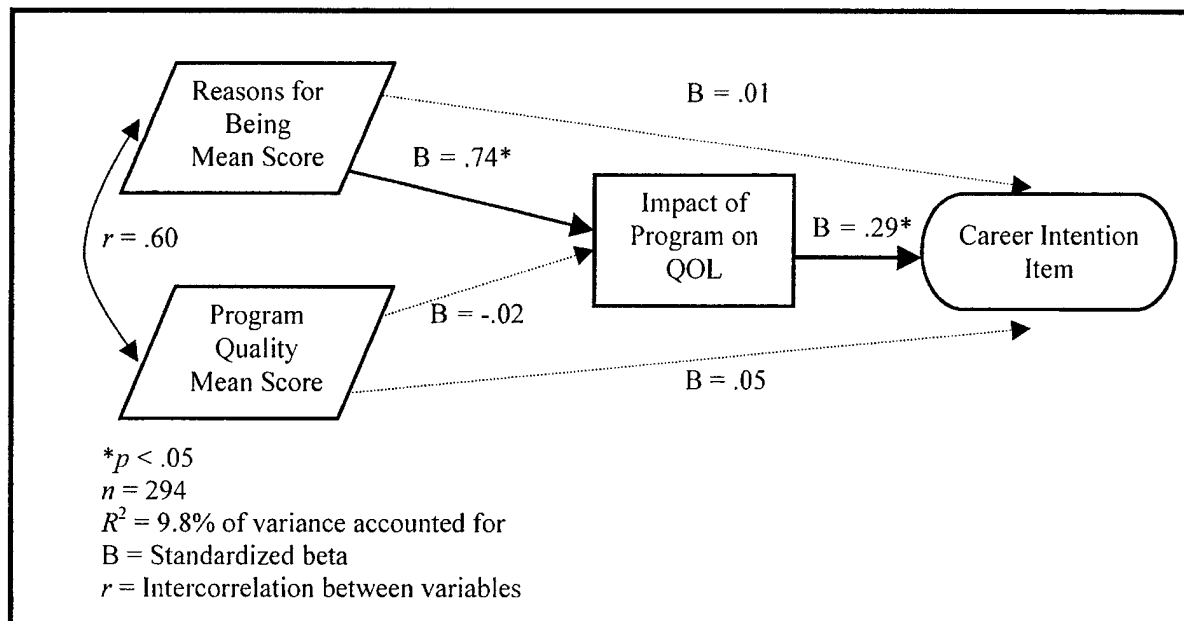 Reasons for
Being
Mean Score
B = .01
B = .74*
r = .60
Impact of
Program on
QOL
B = .29*
Career Intention
Item
Program
Quality
Mean Score
B = -.02
B = .05
*p < .05
n = 294
R² = 9.8% of variance accounted for
B = Standardized beta
r = Intercorrelation between variables